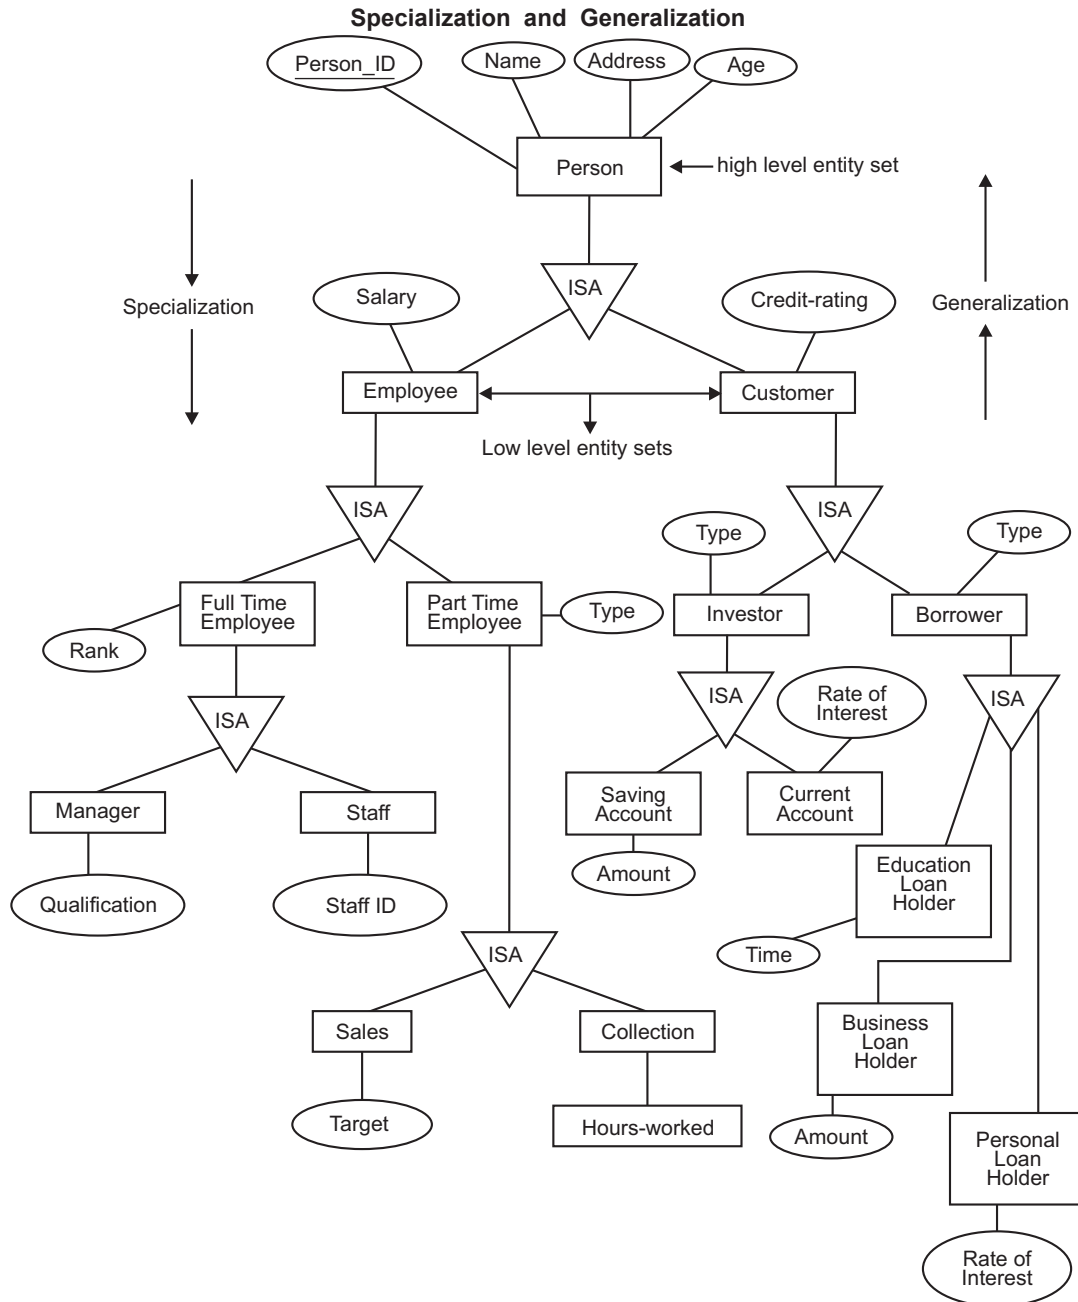 Specialization and Generalization
Person_ID
Name
Address
Age
Person
high level entity set
Specialization
Generalization
ISA
Salary
Credit-rating
Employee
Customer
Low level entity sets
ISA
ISA
Type
Type
Full Time
Employee
Part Time
Employee
Type
Investor
Borrower
Rank
ISA
ISA
Rate of
Interest
ISA
Manager
Staff
Saving
Account
Current
Account
Qualification
Staff ID
Amount
Education
Loan
Holder
Time
ISA
Sales
Collection
Business
Loan
Holder
Target
Hours-worked
Amount
Personal
Loan
Holder
Rate of
Interest